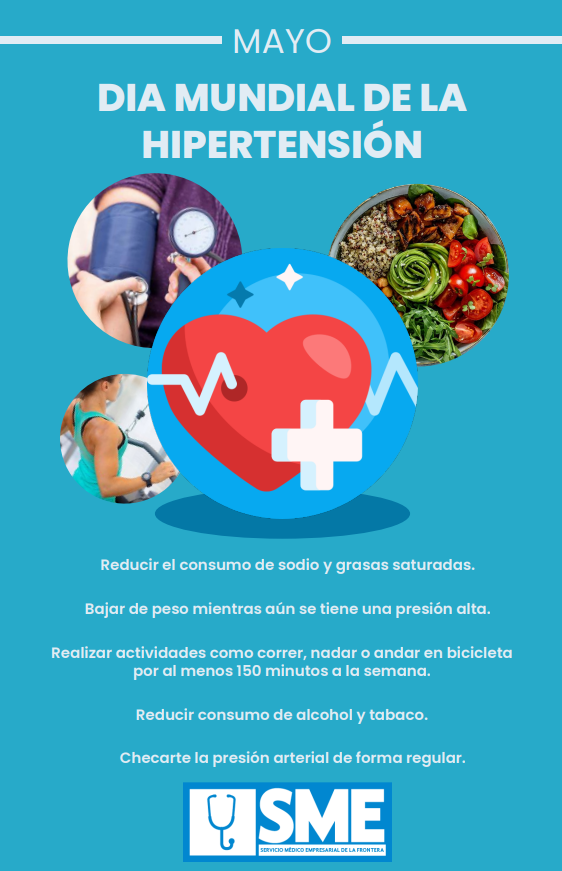 MAYO
DIA MUNDIAL DE LA
HIPERTENSIÓN
Reducir el consumo de sodio y grasas saturadas.
Bajar de peso mientras aún se tiene una presión alta.
Realizar actividades como correr, nadar o andar en bicicleta
por al menos 150 minutos a la semana.
Reducir consumo de alcohol y tabaco.
Checarte la presión arterial de forma regular.
SME
SERVICIO MÉDICO EMPRESARIAL DE LA FRONTERA